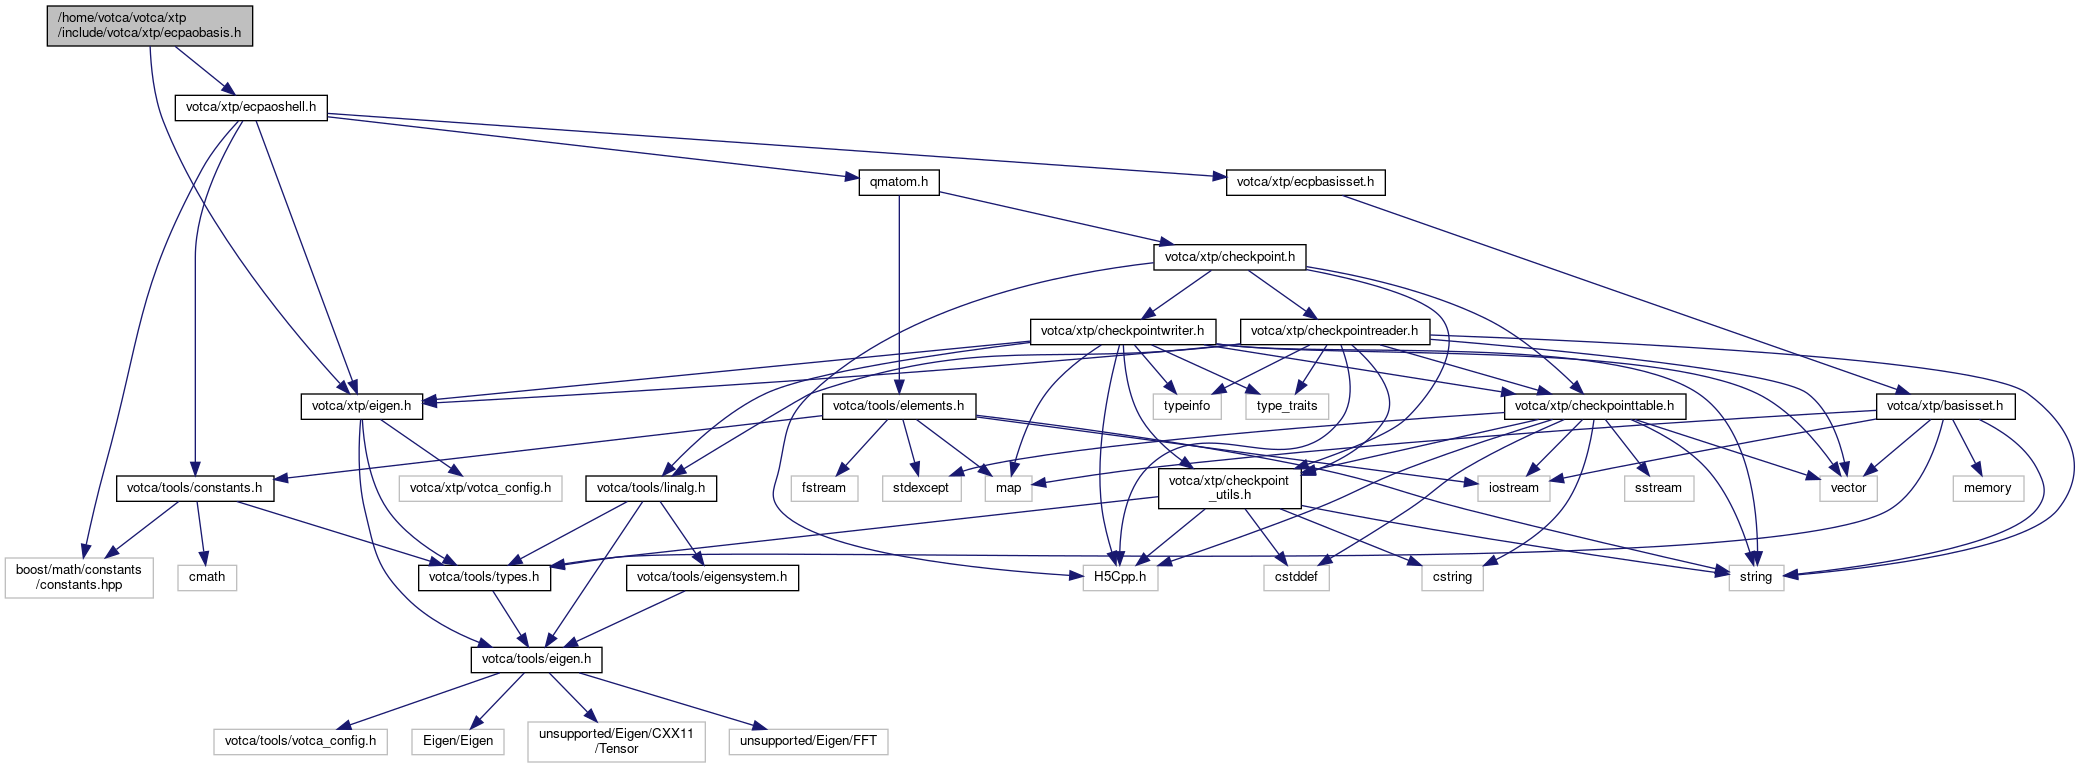 /home/votca/votca/xtp
/include/votca/xtp/ecpaobasis.h
votca/xtp/ecpaoshell.h
qmatom.h
votca/xtp/ecpbasisset.h
votca/xtp/checkpoint.h
votca/xtp/checkpointwriter.h
votca/xtp/checkpointreader.h
votca/xtp/eigen.h
votca/tools/elements.h
typeinfo
type_traits
votca/xtp/checkpointtable.h
votca/xtp/basisset.h
votca/tools/constants.h
votca/xtp/votca_config.h
votca/tools/linalg.h
fstream
stdexcept
map
votca/xtp/checkpoint
_utils.h
iostream
sstream
vector
memory
boost/math/constants
/constants.hpp
cmath
votca/tools/types.h
votca/tools/eigensystem.h
H5Cpp.h
cstddef
cstring
string
votca/tools/eigen.h
votca/tools/votca_config.h
Eigen/Eigen
unsupported/Eigen/CXX11
/Tensor
unsupported/Eigen/FFT